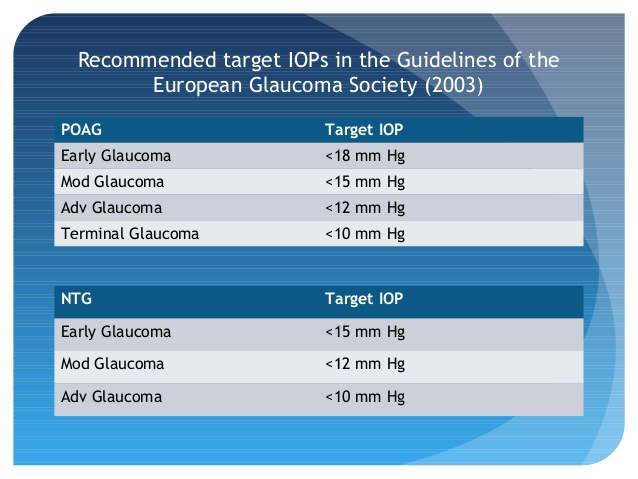 Recommended target IOPs in the Guidelines of the
European Glaucoma Society (2003)
POAG Target IOP
Early Glaucoma <18 mm Hg
Mod Glaucoma <15 mm Hg
Adv Glaucoma <12 mm Hg
Terminal Glaucoma <10 mm Hg
NTG Target IOP
Early Glaucoma <15 mm Hg
Mod Glaucoma <12 mm Hg
Adv Glaucoma <10 mm Hg